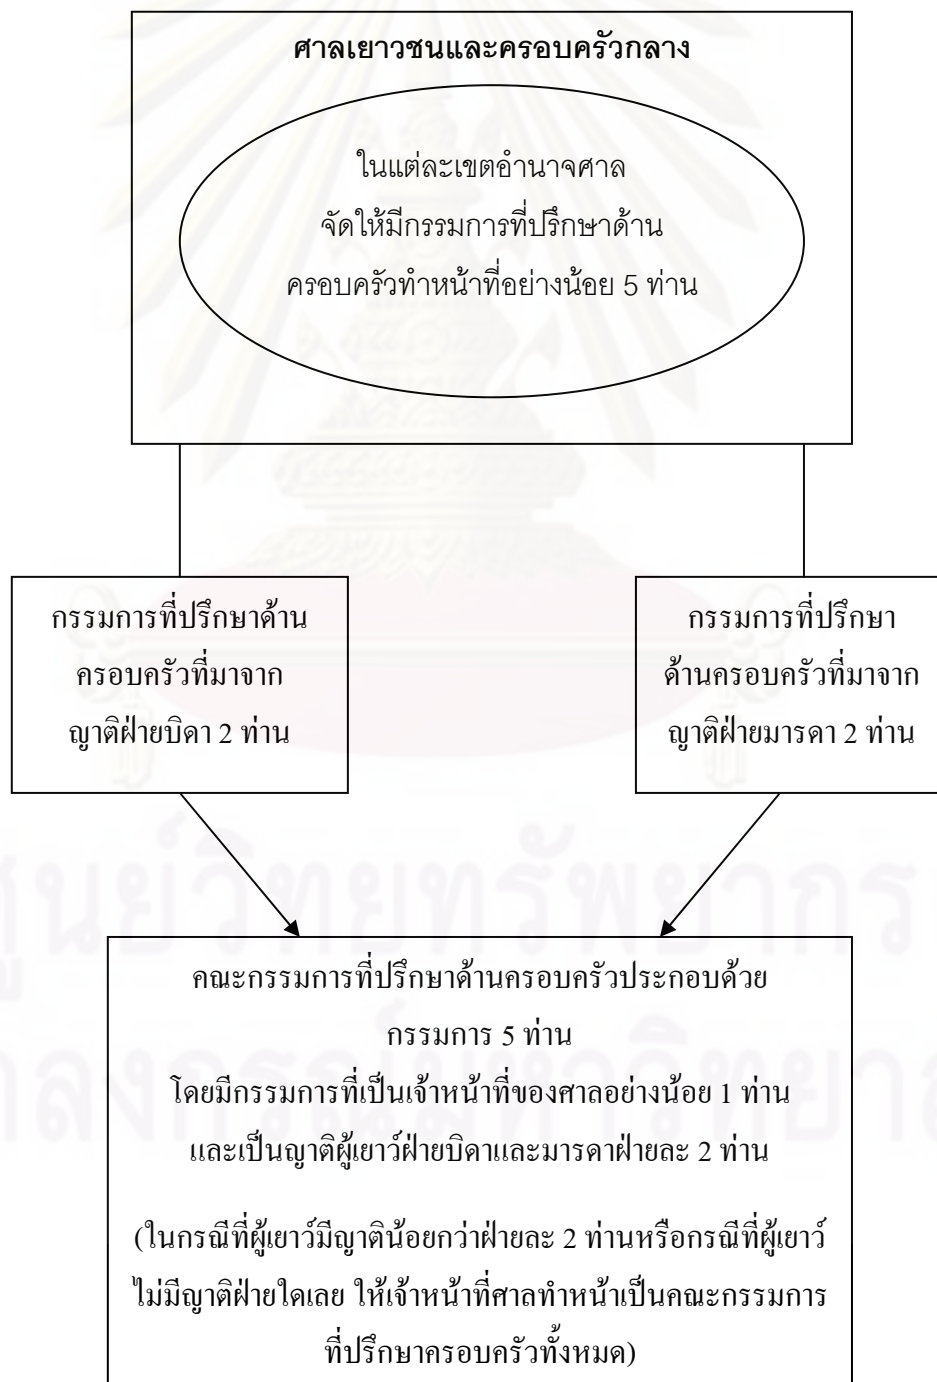 ศาลเยาวชนและครอบครัวกลาง
ในแต่ละเขตอำนาจศาล
จัดให้มีกรรมการที่ปรึกษาด้าน
ครอบครัวทำหน้าที่อย่างน้อย 5 ท่าน
กรรมการที่ปรึกษาด้าน
ครอบครัวที่มาจาก
ญาติฝ่ายบิดา 2 ท่าน
กรรมการที่ปรึกษา
ด้านครอบครัวที่มาจาก
ญาติฝ่ายมารดา 2 ท่าน
คณะกรรมการที่ปรึกษาด้านครอบครัวประกอบด้วย
กรรมการ 5 ท่าน
โดยมีกรรมการที่เป็นเจ้าหน้าที่ของศาลอย่างน้อย 1 ท่าน
และเป็นญาติผู้เยาว์ฝ่ายบิดาและมารดาฝ่ายละ 2 ท่าน
(ในกรณีที่ผู้เยาว์มีญาติน้อยกว่าฝ่ายละ 2 ท่านหรือกรณีที่ผู้เยาว์
ไม่มีญาติฝ่ายใดเลย ให้เจ้าหน้าที่ศาลทำหน้าเป็นคณะกรรมการ
ที่ปรึกษาครอบครัวทั้งหมด)